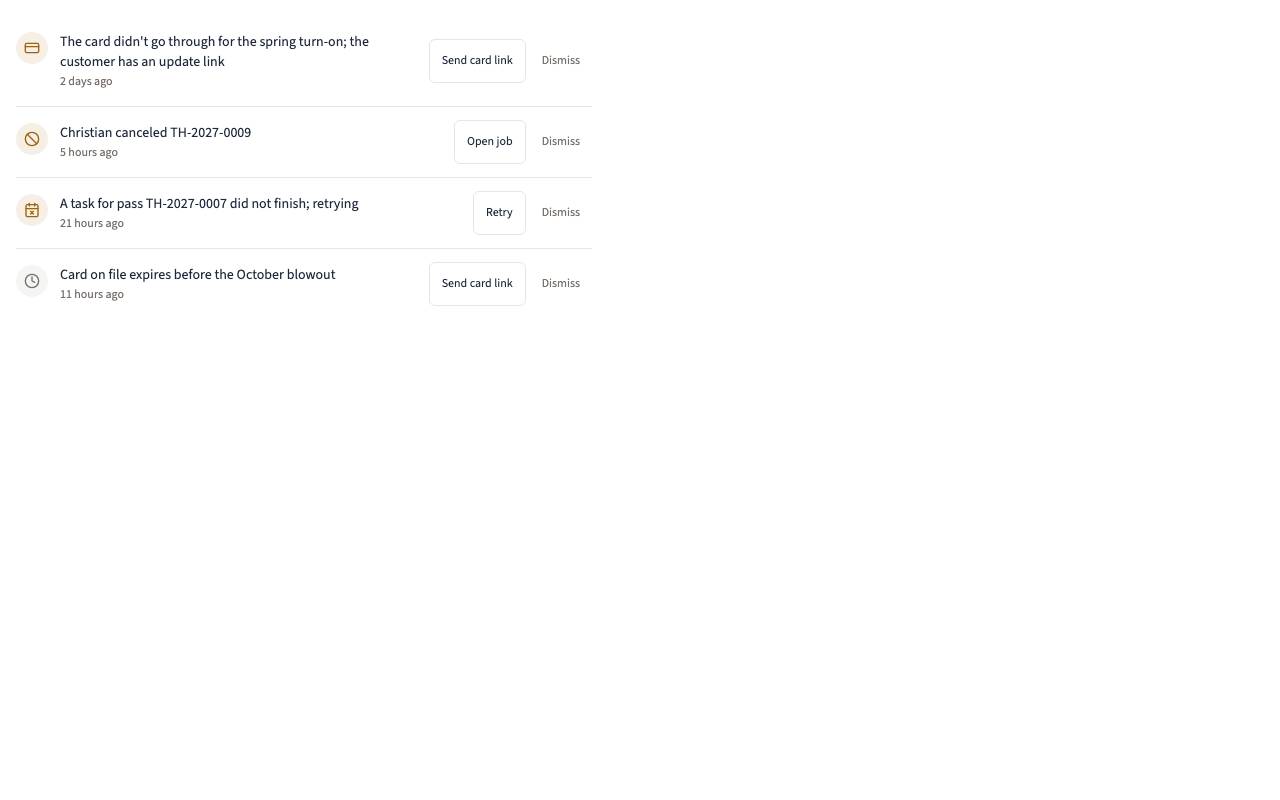 The card didn't go through for the spring turn-on; the
customer has an update link
2 days ago
Send card link
Dismiss
Christian canceled TH-2027-0009
5 hours ago
Open job
Dismiss
A task for pass TH-2027-0007 did not finish; retrying
21 hours ago
Retry
Dismiss
Card on file expires before the October blowout
11 hours ago
Send card link
Dismiss